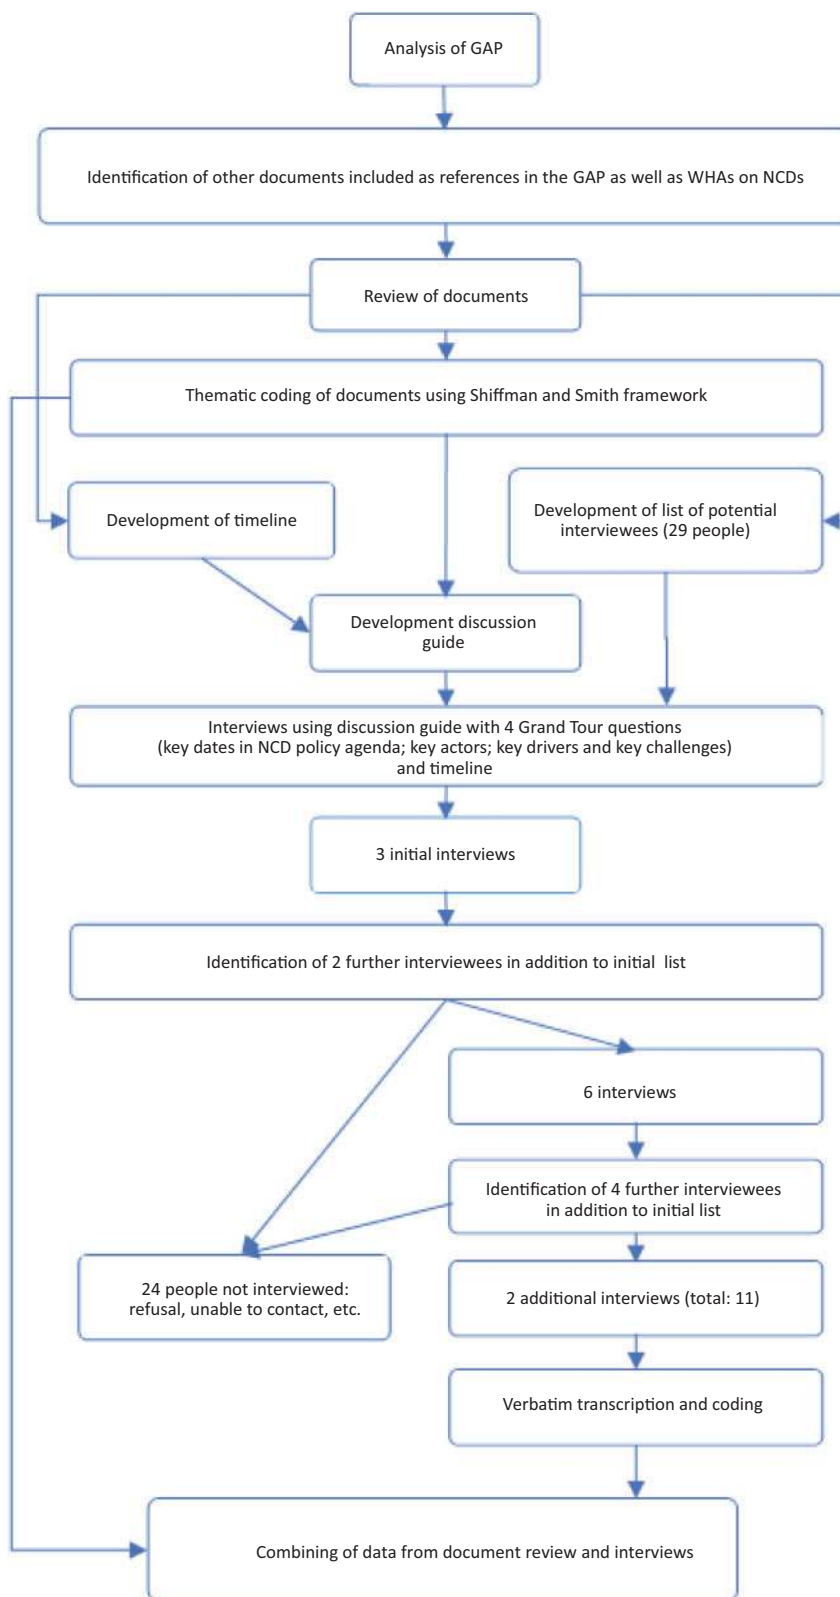 Analysis of GAP
Identification of other documents included as references in the GAP as well as WHAs on NCDs
Review of documents
Thematic coding of documents using Shiffman and Smith framework
Development of timeline
Development of list of potential
interviewees (29 people)
Development discussion
guide
Interviews using discussion guide with 4 Grand Tour questions
(key dates in NCD policy agenda; key actors; key drivers and key challenges)
and timeline
3 initial interviews
Identification of 2 further interviewees in addition to initial list
6 interviews
Identification of 4 further interviewees
in addition to initial list
24 people not interviewed:
refusal, unable to contact, etc.
2 additional interviews (total: 11)
Verbatim transcription and coding
Combining of data from document review and interviews